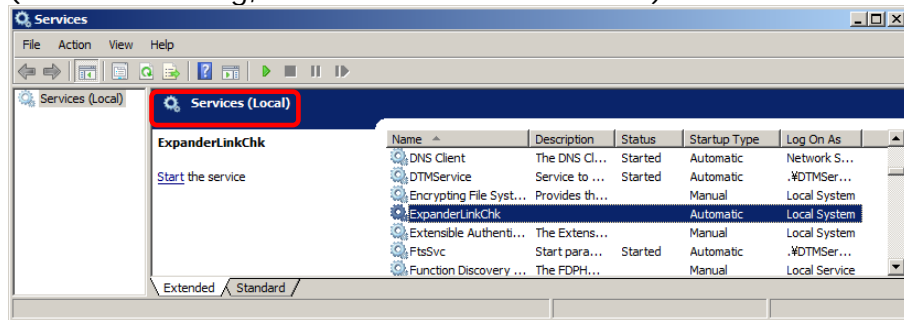 Services
File Action View Help
Services (Local)
Services (Local)
ExpanderLinkChk
Start the service
Name Description Status Startup Type Log On As
DNS Client The DNS Cl... Started Automatic Network S...
DTMService Service to ... Started Automatic .¥DTMSer...
Encrypting File Syst... Provides th... Manual Local System
ExpanderLinkChk Automatic Local System
Extensible Authenti... The Extens... Manual Local System
FtsSvc Start para... Started Automatic .¥DTMSer...
Function Discovery ... The FDPH... Manual Local Service
Extended Standard